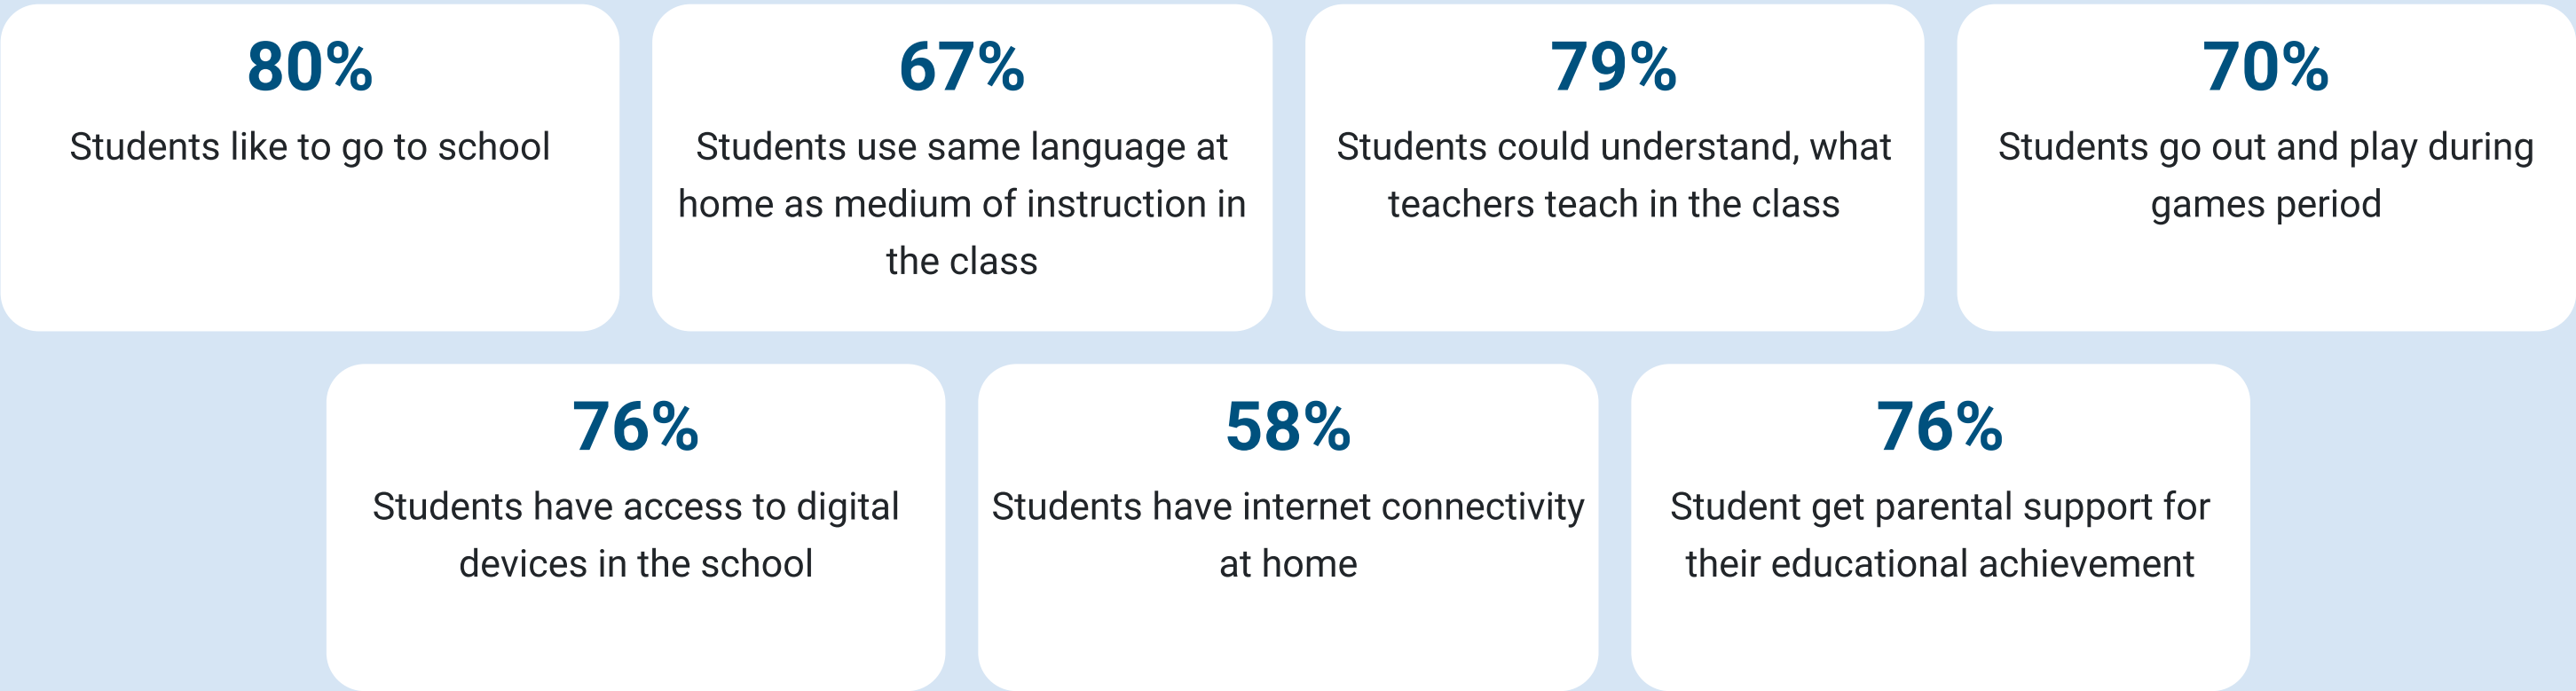 80%
Students like to go to school
67%
Students use same language at
home as medium of instruction in
the class
79%
Students could understand, what
teachers teach in the class
70%
Students go out and play during
games period
76%
Students have access to digital
devices in the school
58%
Students have internet connectivity
at home
76%
Student get parental support for
their educational achievement